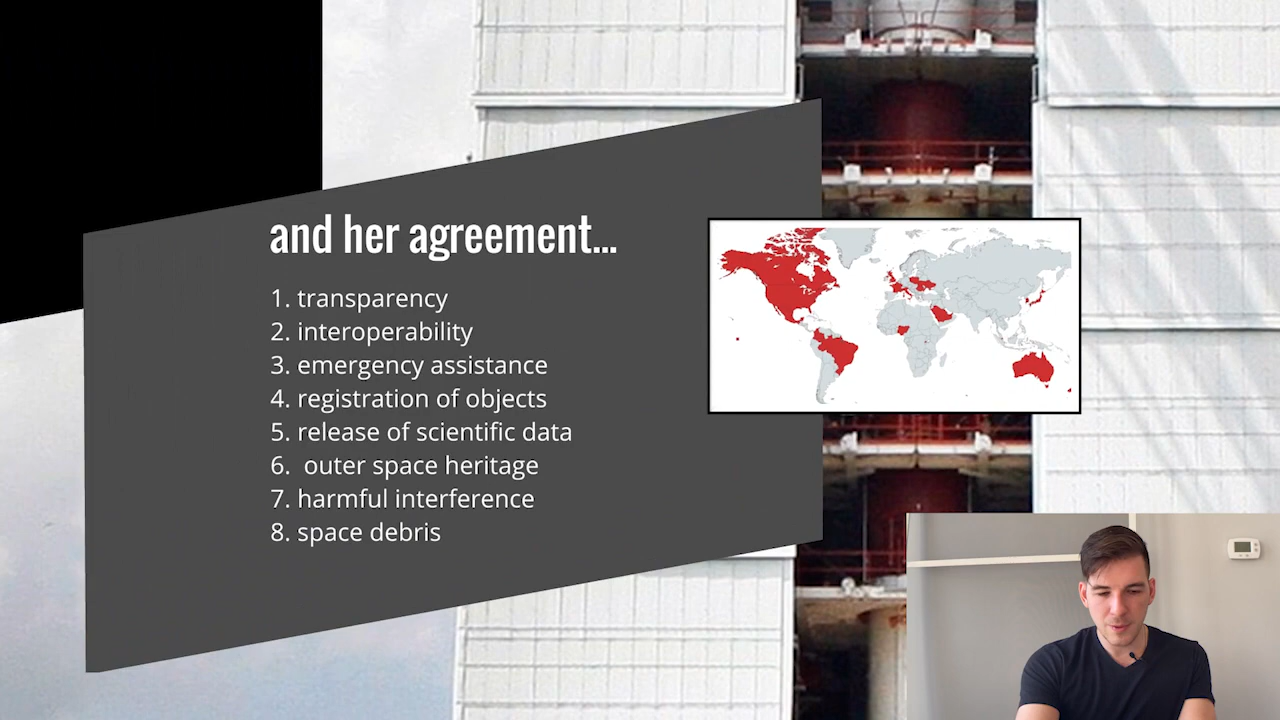 and her agreement...
1. transparency
2. interoperability
3. emergency assistance
4. registration of objects
5. release of scientific data
6.  outer space heritage
7. harmful interference
8. space debris